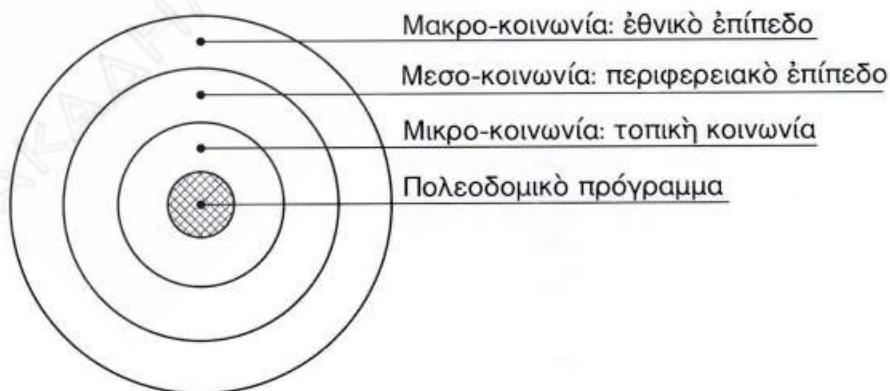 Μακρο-κοινωνία: ἐθνικὸ ἐπίπεδο
Μεσο-κοινωνία: περιφερειακὸ ἐπίπεδο
Μικρο-κοινωνία: τοπικὴ κοινωνία
Πολεοδομικὸ πρόγραμμα